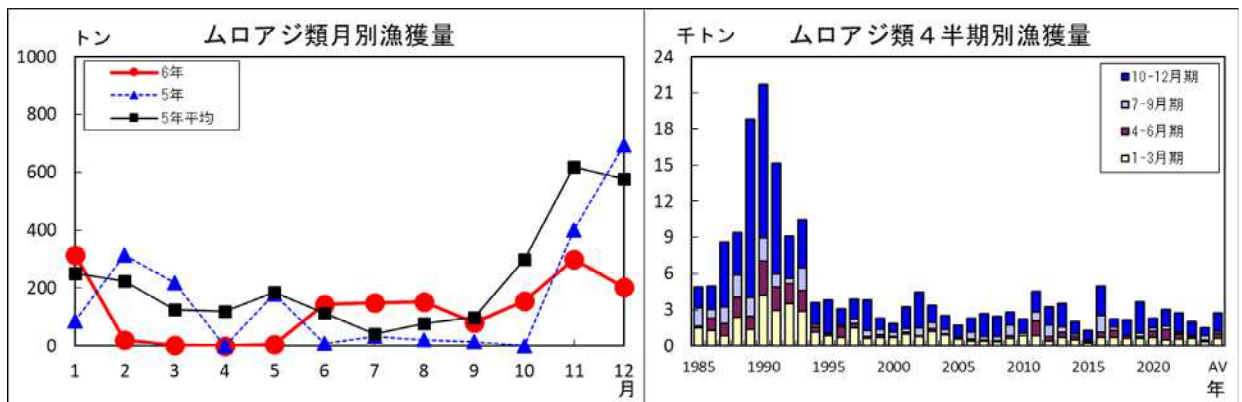 トン
ムロアジ類月別漁獲量
1000
800
600
400
200
0
6年
5年
5年平均
1 2 3 4 5 6 7 8 9 10 11 12
月
千トン
ムロアジ類４半期別漁獲量
24
21
18
15
12
9
6
3
0
10-12月期
7-9月期
4-6月期
1-3月期
1985 1990 1995 2000 2005 2010 2015 2020 AV
年